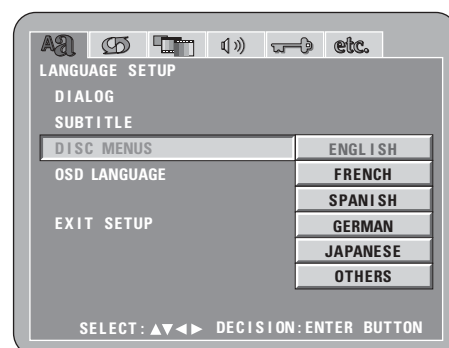 Aa etc.
LANGUAGE SETUP
DIALOG
SUBTITLE
DISC MENUS
ENGLISH
OSD LANGUAGE
FRENCH
SPANISH
EXIT SETUP
GERMAN
JAPANESE
OTHERS
SELECT:▲▼◄► DECISION:ENTER BUTTON